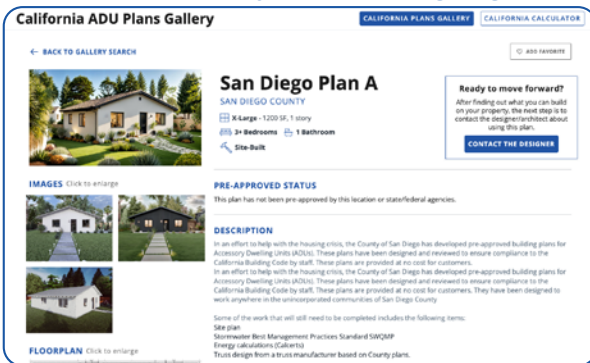 California ADU Plans Gallery
CALIFORNIA PLANS GALLERY
CALIFORNIA CALCULATOR
← BACK TO GALLERY SEARCH
ADD FAVORITE
San Diego Plan A
SAN DIEGO COUNTY
X-Large - 1200 SF, 1 story
3+ Bedrooms 1 Bathroom
Site-Built
Ready to move forward?
After finding out what you can build
on your property, the next step is to
contact the designer/architect about
using this plan.
CONTACT THE DESIGNER
IMAGES Click to enlarge
PRE-APPROVED STATUS
This plan has not been pre-approved by this location or state/federal agencies.
DESCRIPTION
In an effort to help with the housing crisis, the County of San Diego has developed pre-approved building plans for
Accessory Dwelling Units (ADUs). These plans have been designed and reviewed to ensure compliance to the
California Building Code by staff. These plans are provided at no cost for customers.
In an effort to help with the housing crisis, the County of San Diego has developed pre-approved building plans for
Accessory Dwelling Units (ADUs). These plans have been designed and reviewed to ensure compliance to the
California Building Code by staff. These plans are provided at no cost for customers. They have been designed to
work anywhere in the unincorporated communities of San Diego County
Some of the work that will still need to be completed includes the following items:
Site plan
Stormwater Best Management Practices Standard SWQMP
Energy calculations (Calcerts)
Truss design from a truss manufacturer based on County plans.
FLOORPLAN Click to enlarge